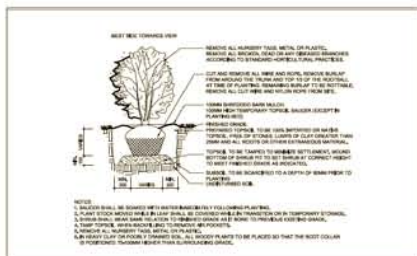 BEST SIDE TOWARDS VIEW
REMOVE ALL NURSERY TAGS, METAL OR PLASTIC.
REMOVE ALL BROKEN, DEAD OR ANY DISEASED BRANCHES
ACCORDING TO STANDARD HORTICULTURAL PRACTICES.
CUT AND REMOVE ALL WIRE AND ROPE, REMOVE BURLAP
FROM AROUND THE TRUNK AND TOP 1/3 OF THE ROOTBALL
AT TIME OF PLANTING. REMAINING BURLAP TO BE ROTTABLE.
REMOVE ALL CUT WIRE AND NYLON ROPE FROM SITE.
100MM SHREDDED BARK MULCH
100MM HIGH TEMPORARY TOPSOIL SAUCER (EXCEPT IN
PLANTING BED)
FINISHED GRADE
PREPARED TOPSOIL TO BE 100% IMPORTED OR NATIVE
TOPSOIL, FREE OF STONES, LUMPS OF CLAY GREATER THAN
25MM AND ALL ROOTS OR OTHER EXTRANEOUS MATERIAL.
TOPSOIL TO BE TAMPED TO MINIMIZE SETTLEMENT, MOUND
BOTTOM OF SHRUB PIT TO SET SHRUB AT CORRECT HEIGHT
TO MEET FINISHED GRADE AS INDICATED.
SUBSOIL TO BE SCARIFIED TO A DEPTH OF 80MM PRIOR TO
PLANTING
UNDISTURBED SOIL
VARIES
MIN.
VARIES
MIN.
NOTES:
1. SAUCER SHALL BE SOAKED WITH WATER IMMEDIATELY FOLLOWING PLANTING.
2. PLANT STOCK MOVED WHILE IN LEAF SHALL BE COVERED WHILE IN TRANSITION OR IN TEMPORARY STORAGE.
3. SHRUB SHALL BEAR SAME RELATION TO FINISHED GRADE AS IT BORE TO PREVIOUS EXISTING GRADE.
4. TAMP TOPSOIL WHEN BACKFILLING TO REMOVE AIR POCKETS.
5. REMOVE ALL NURSERY TAGS, METAL OR PLASTIC.
6. IN HEAVY CLAY OR POORLY DRAINED SOIL, ALL WOODY PLANTS TO BE PLACED SO THAT THE ROOT COLLAR
IS POSITIONED 75-100MM HIGHER THAN SURROUNDING GRADE.